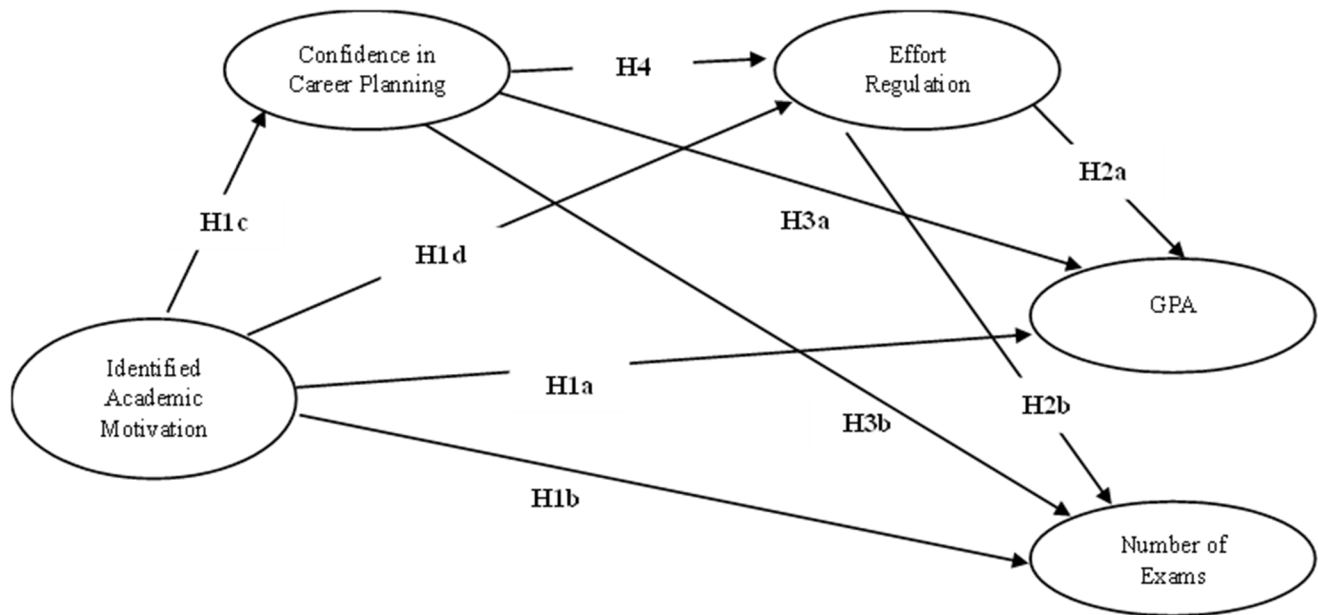 Confidence in
Career Planning
H4
Effort
Regulation
H2a
H1c
H3a
H1d
GPA
Identified
Academic
Motivation
H1a
H2b
H3b
H1b
Number of
Exams